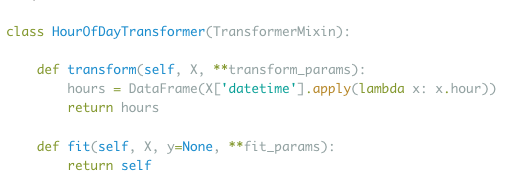 class HourOfDayTransformer(TransformerMixin):
    def transform(self, X, **transform_params):
        hours = DataFrame(X['datetime'].apply(lambda x: x.hour))
        return hours
    def fit(self, X, y=None, **fit_params):
        return self